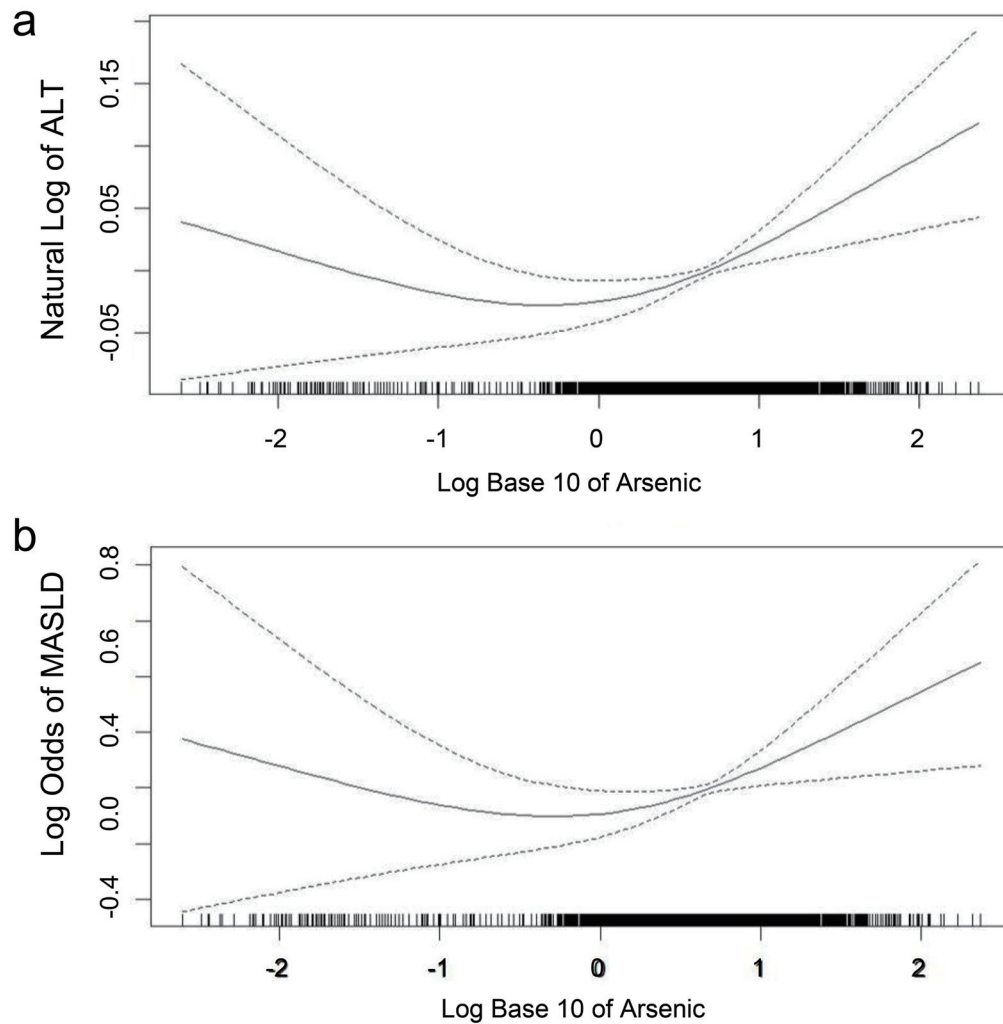 a
Natural Log of ALT
0.15
0.05
-0.05
-2 -1 0 1 2
Log Base 10 of Arsenic
b
Log Odds of MASLD
0.8
0.6
0.4
0.0
-0.4
-2 -1 0 1 2
Log Base 10 of Arsenic